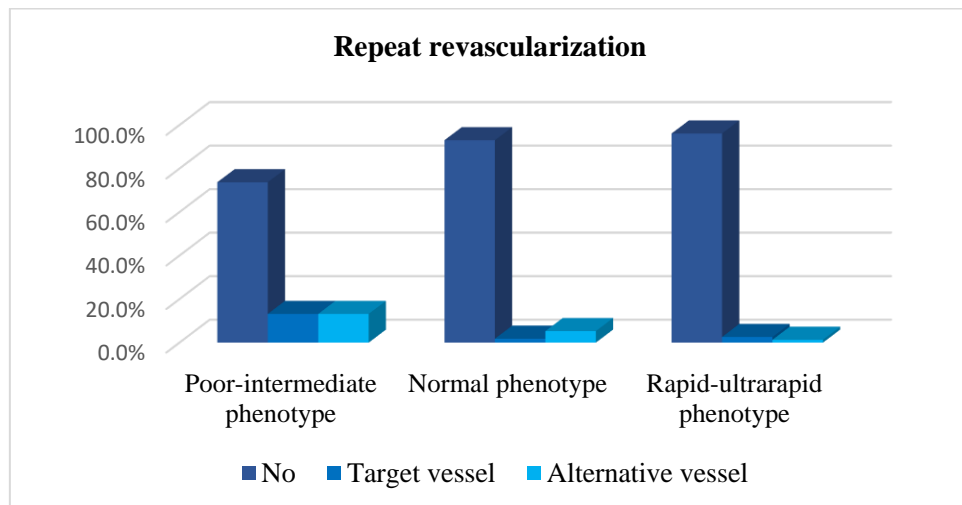 Repeat revascularization
100.0%
80.0%
60.0%
40.0%
20.0%
0.0%
Poor-intermediate phenotype
Normal phenotype
Rapid-ultrarapid phenotype
No
Target vessel
Alternative vessel